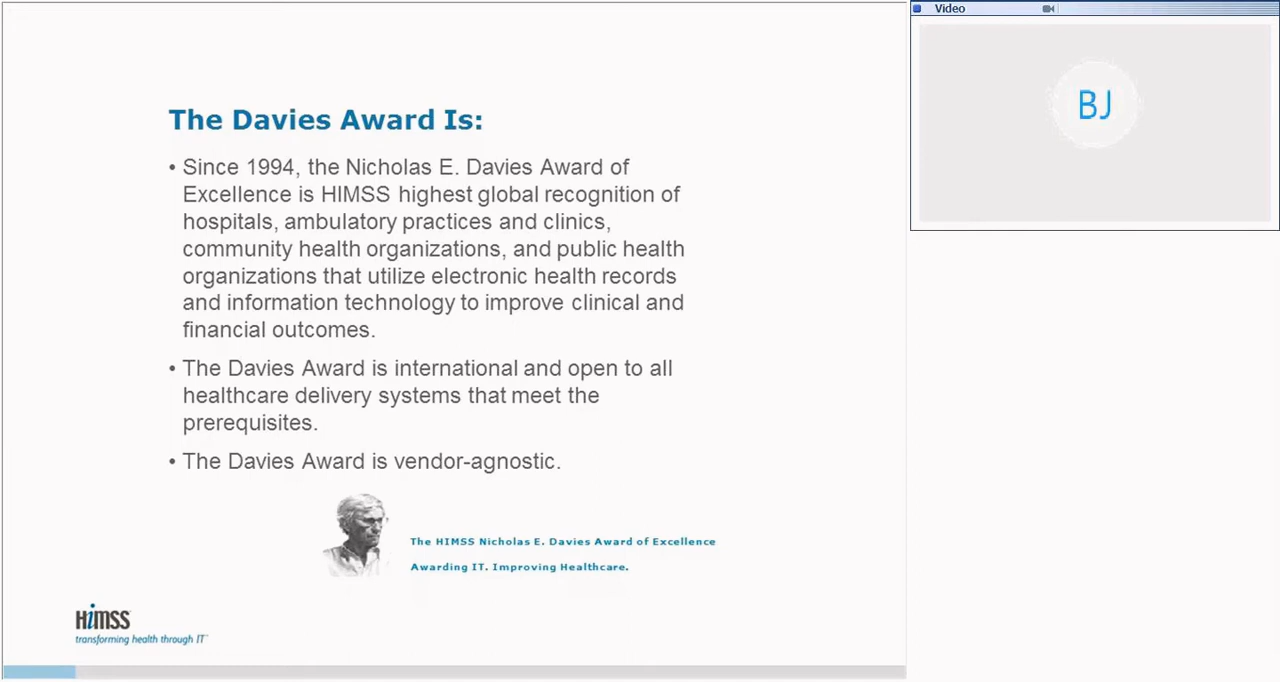 Video
BJ
The Davies Award Is:
• Since 1994, the Nicholas E. Davies Award of
Excellence is HIMSS highest global recognition of
hospitals, ambulatory practices and clinics,
community health organizations, and public health
organizations that utilize electronic health records
and information technology to improve clinical and
financial outcomes.
• The Davies Award is international and open to all
healthcare delivery systems that meet the
prerequisites.
• The Davies Award is vendor-agnostic.
The HIMSS Nicholas E. Davies Award of Excellence
Awarding IT. Improving Healthcare.
HiMSS
transforming health through IT™